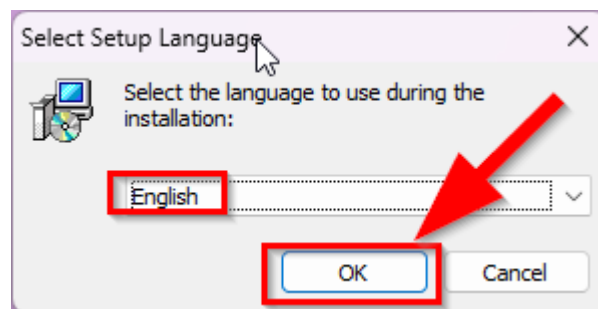 Select Setup Language
Select the language to use during the
installation:
English
OK
Cancel